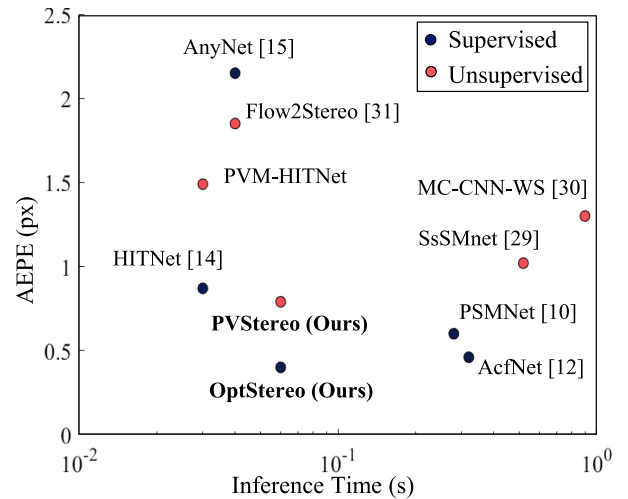 2.5
AnyNet [15]
Supervised
Unsupervised
2
Flow2Stereo [31]
AEPE (px)
1.5
PVM-HITNet
MC-CNN-WS [30]
HITNet [14]
SsSMnet [29]
1
PVStereo (Ours)
PSMNet [10]
0.5
OptStereo (Ours)
AcfNet [12]
0
10⁻² 10⁻¹ 10⁰
Inference Time (s)